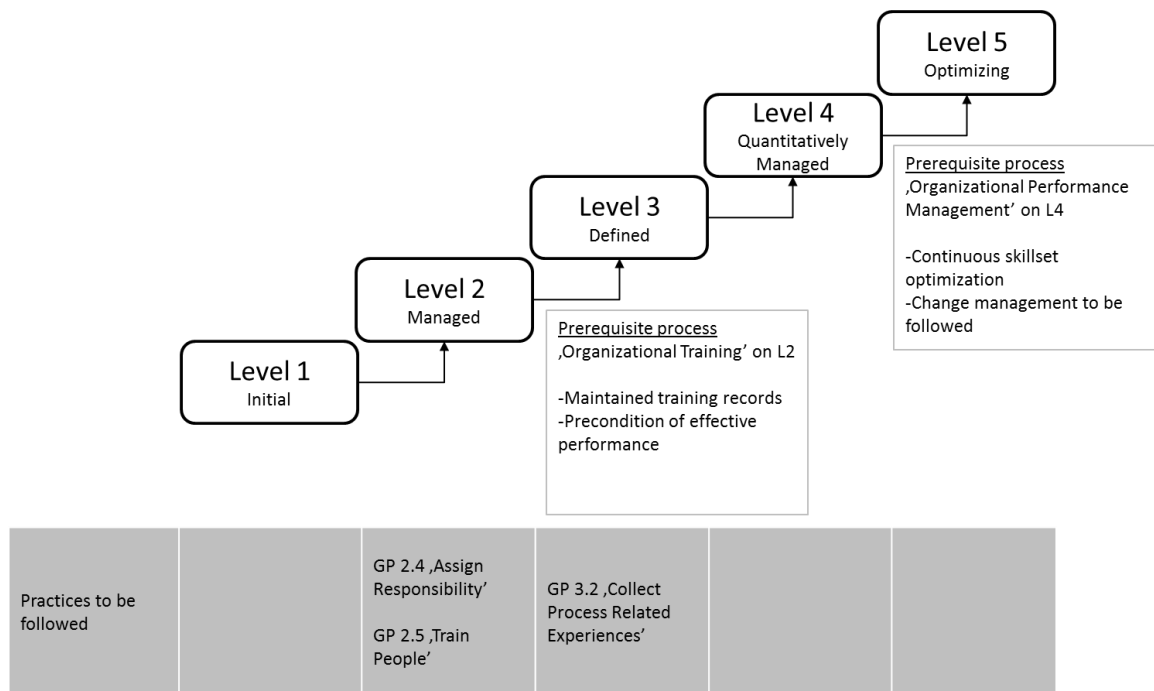 Level 5
Optimizing
Level 4
Quantitatively
Managed
Level 3
Defined
Level 2
Managed
Level 1
Initial
Prerequisite process
‚Organizational Performance
Management’ on L4
-Continuous skillset
optimization
-Change management to be
followed
Prerequisite process
‚Organizational Training’ on L2
-Maintained training records
-Precondition of effective
performance
Practices to be
followed
GP 2.4 ‚Assign
Responsibility’
GP 2.5 ‚Train
People’
GP 3.2 ‚Collect
Process Related
Experiences’